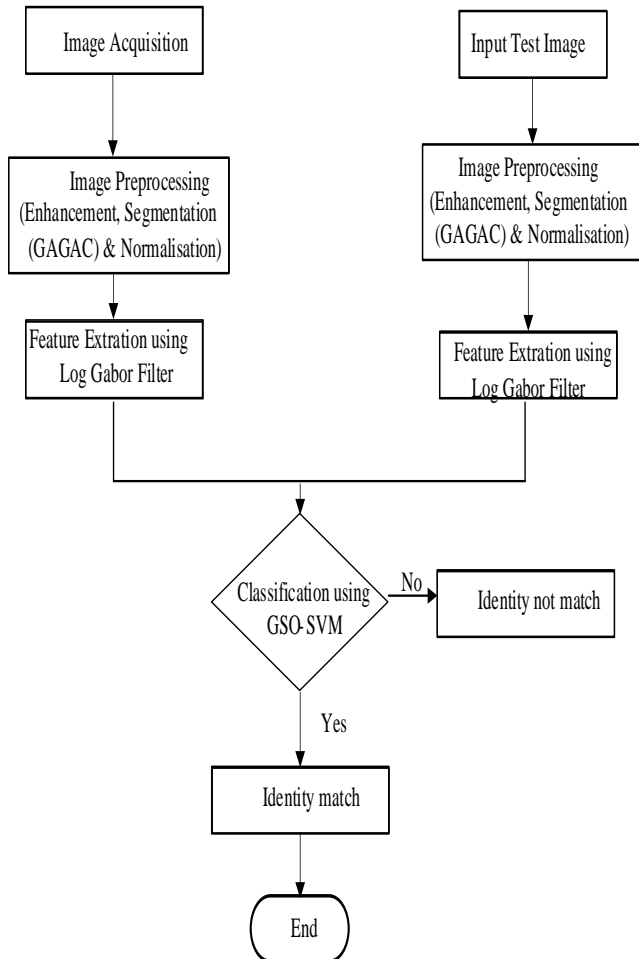 Image Acquisition
Input Test Image
Image Preprocessing
(Enhancement, Segmentation
(GAGAC) & Normalisation)
Image Preprocessing
(Enhancement, Segmentation
(GAGAC) & Normalisation)
Feature Extration using
Log Gabor Filter
Feature Extration using
Log Gabor Filter
Classification using
GSO-SVM
No
Identity not match
Yes
Identity match
End